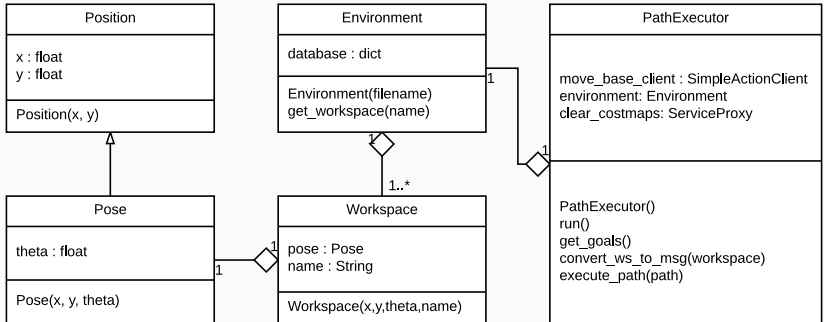 Position
x : float
y : float
Position(x, y)
Environment
database : dict
Environment(filename)
get_workspace(name)
PathExecutor
move_base_client : SimpleActionClient
environment: Environment
clear_costmaps: ServiceProxy
PathExecutor()
run()
get_goals()
convert_ws_to_msg(workspace)
execute_path(path)
1
1
1
1..*
Pose
theta : float
Pose(x, y, theta)
1
1
Workspace
pose : Pose
name : String
Workspace(x,y,theta,name)